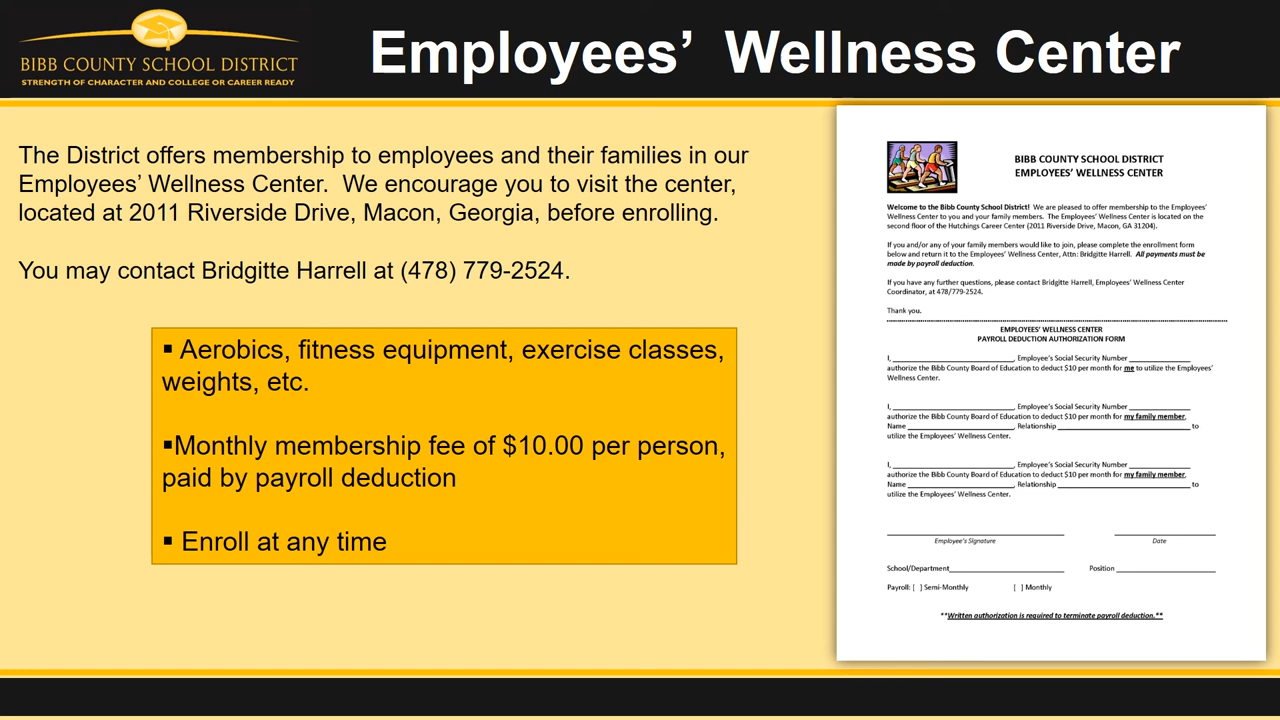 BIBB COUNTY SCHOOL DISTRICT
STRENGTH OF CHARACTER AND COLLEGE OR CAREER READY
Employees’ Wellness Center
The District offers membership to employees and their families in our
Employees’ Wellness Center. We encourage you to visit the center,
located at 2011 Riverside Drive, Macon, Georgia, before enrolling.
You may contact Bridgitte Harrell at (478) 779-2524.
▪ Aerobics, fitness equipment, exercise classes,
weights, etc.
▪Monthly membership fee of $10.00 per person,
paid by payroll deduction
▪ Enroll at any time
BIBB COUNTY SCHOOL DISTRICT
EMPLOYEES’ WELLNESS CENTER
Welcome to the Bibb County School District! We are pleased to offer membership to the Employees’
Wellness Center to you and your family members. The Employees’ Wellness Center is located on the
second floor of the Hutchings Career Center (2011 Riverside Drive, Macon, GA 31204).
If you and/or any of your family members would like to join, please complete the enrollment form
below and return it to the Employees’ Wellness Center, Attn: Bridgitte Harrell. All payments must be
made by payroll deduction.
If you have any further questions, please contact Bridgitte Harrell, Employees’ Wellness Center
Coordinator, at 478/779-2524.
Thank you.
EMPLOYEES’ WELLNESS CENTER
PAYROLL DEDUCTION AUTHORIZATION FORM
I, ____________________, Employee’s Social Security Number __________
authorize the Bibb County Board of Education to deduct $10 per month for me to utilize the Employees’
Wellness Center.
I, ____________________, Employee’s Social Security Number __________
authorize the Bibb County Board of Education to deduct $10 per month for my family member,
Name __________________, Relationship ______________________ to
utilize the Employees’ Wellness Center.
I, ____________________, Employee’s Social Security Number __________
authorize the Bibb County Board of Education to deduct $10 per month for my family member,
Name __________________, Relationship ______________________ to
utilize the Employees’ Wellness Center.
Employee’s Signature Date
School/Department____________________ Position _________________
Payroll: [ ] Semi-Monthly [ ] Monthly
**Written authorization is required to terminate payroll deduction.**